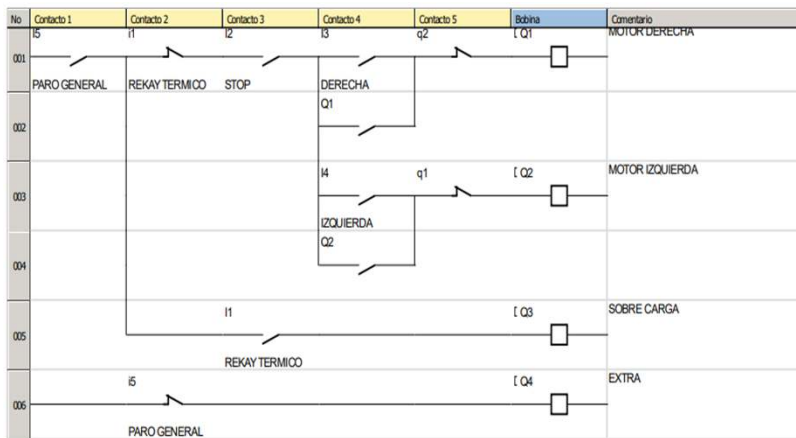 No Contacto 1 Contacto 2 Contacto 3 Contacto 4 Contacto 5 Bobina Comentario
I5 i1 I2 I3 q2 [ Q1 MOTOR DERECHA
001
PARO GENERAL REKAY TERMICO STOP DERECHA
Q1
002
I4 q1 [ Q2 MOTOR IZQUIERDA
003
IZQUIERDA
Q2
004
I1 [ Q3 SOBRE CARGA
005
REKAY TERMICO
i5 [ Q4 EXTRA
006
PARO GENERAL